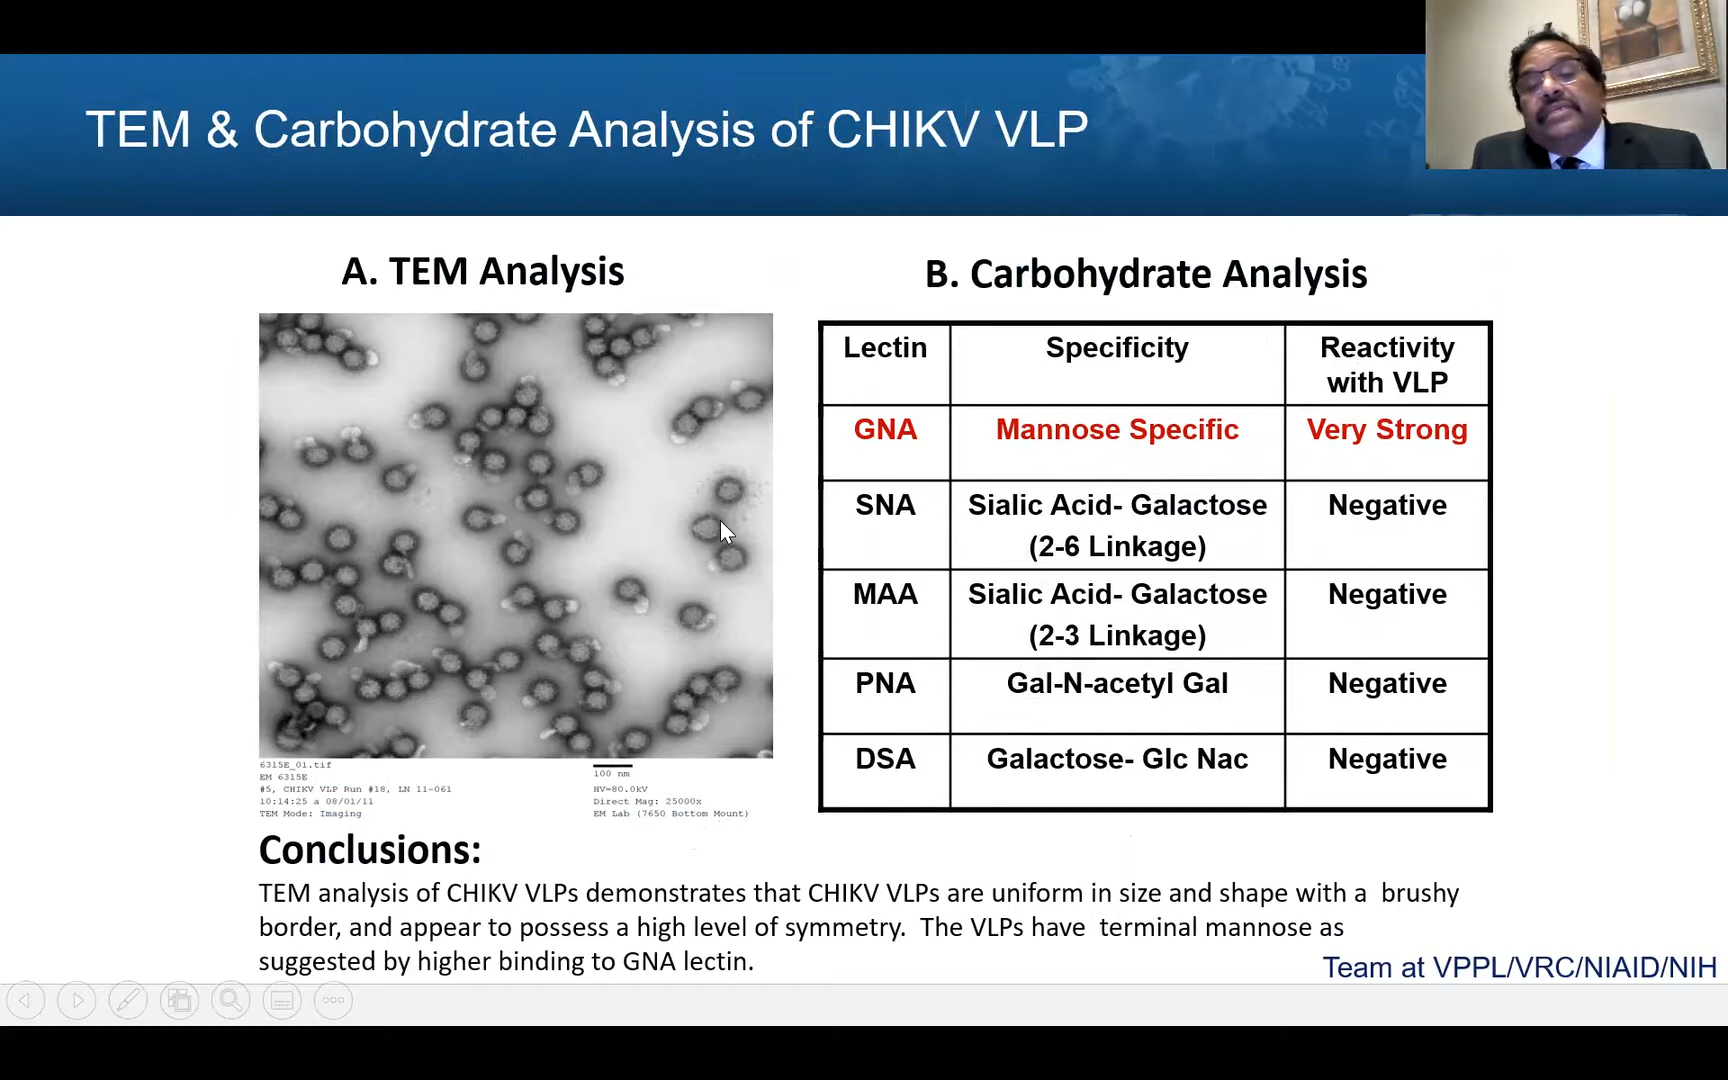 TEM & Carbohydrate Analysis of CHIKV VLP
A. TEM Analysis
6315E_01.tif
EM 6315E
#5, CHIKV VLP Run #18, LN 11-061
10:14:25 a 08/01/11
TEM Mode: Imaging
100 nm
HV=80.0kV
Direct Mag: 25000x
EM Lab (7650 Bottom Mount)
B. Carbohydrate Analysis
Lectin Specificity Reactivity
with VLP
GNA Mannose Specific Very Strong
SNA Sialic Acid- Galactose Negative
(2-6 Linkage)
MAA Sialic Acid- Galactose Negative
(2-3 Linkage)
PNA Gal-N-acetyl Gal Negative
DSA Galactose- Glc Nac Negative
Conclusions:
TEM analysis of CHIKV VLPs demonstrates that CHIKV VLPs are uniform in size and shape with a brushy
border, and appear to possess a high level of symmetry. The VLPs have terminal mannose as
suggested by higher binding to GNA lectin.
Team at VPPL/VRC/NIAID/NIH